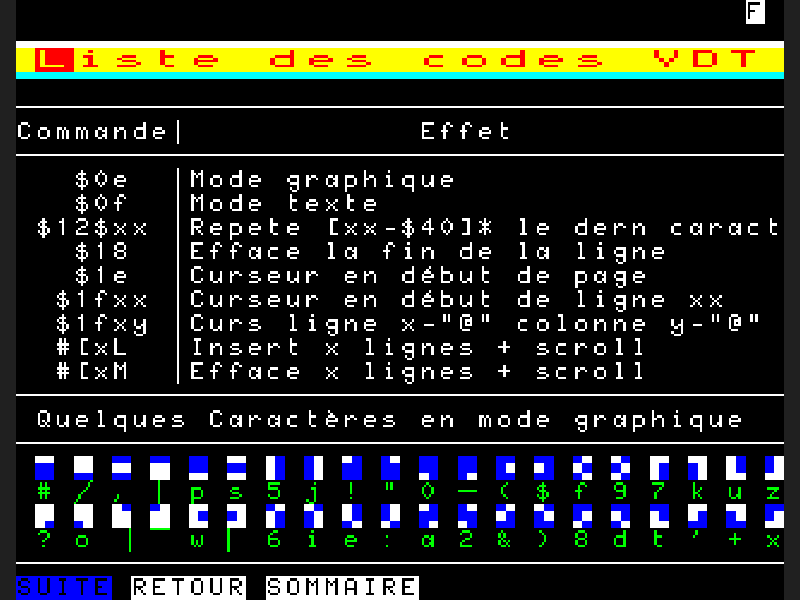 F
Liste des codes VDT
Commande| Effet
$0e Mode graphique
$0f Mode texte
$12$xx Repete [xx-$40]* le dern caract
$18 Efface la fin de la ligne
$1e Curseur en début de page
$1fxx Curseur en début de ligne xx
$1fxy Curs ligne x-"@" colonne y-"@"
#[xL Insert x lignes + scroll
#[xM Efface x lignes + scroll
Quelques Caractères en mode graphique
# / , | p s 5 j ! " 0 — ( $ f 9 7 k u z
? o | ‾ w | 6 i e : a 2 & ) 8 d t ' + x
SUITE RETOUR SOMMAIRE